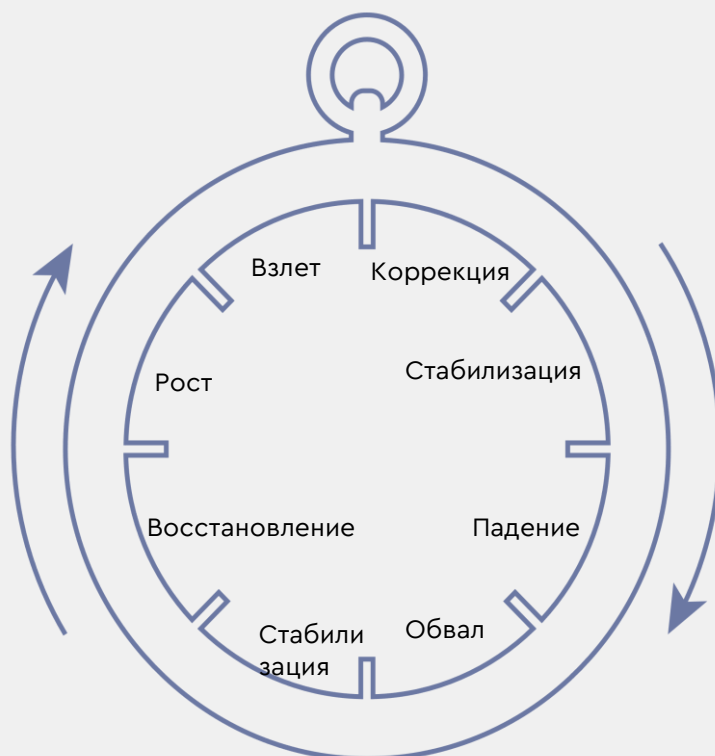 Взлет
Коррекция
Рост
Стабилизация
Восстановление
Падение
Стабили
зация
Обвал